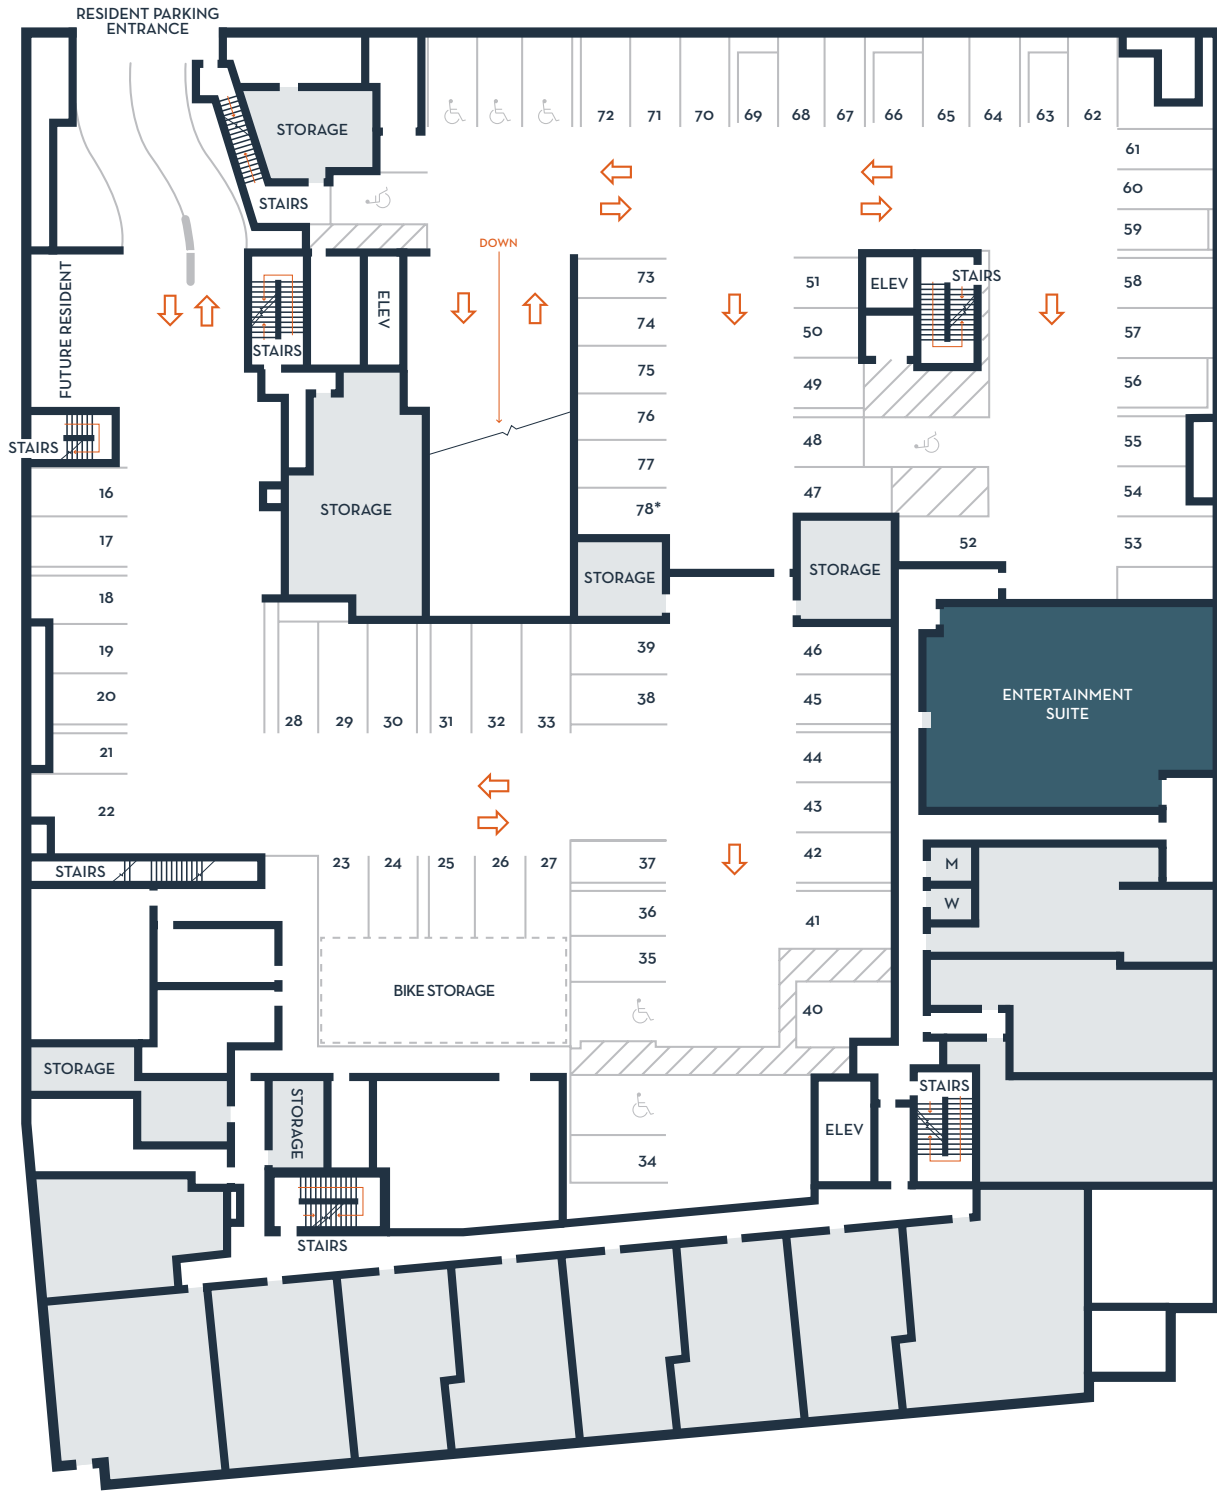 RESIDENT PARKING
ENTRANCE
72
71
70
69
68
67
66
65
64
63
62
STORAGE
61
60
STAIRS
59
DOWN
FUTURE RESIDENT
ELEV
STAIRS
73
51
ELEV
STAIRS
58
74
50
57
75
49
56
76
48
55
STAIRS
77
47
54
16
STORAGE
78*
17
52
53
STORAGE
STORAGE
18
19
39
46
20
38
45
ENTERTAINMENT
SUITE
28
29
30
31
32
33
21
44
22
43
23
24
25
26
27
37
42
M
STAIRS
W
36
41
35
BIKE STORAGE
40
STORAGE
STORAGE
STAIRS
ELEV
34
STAIRS